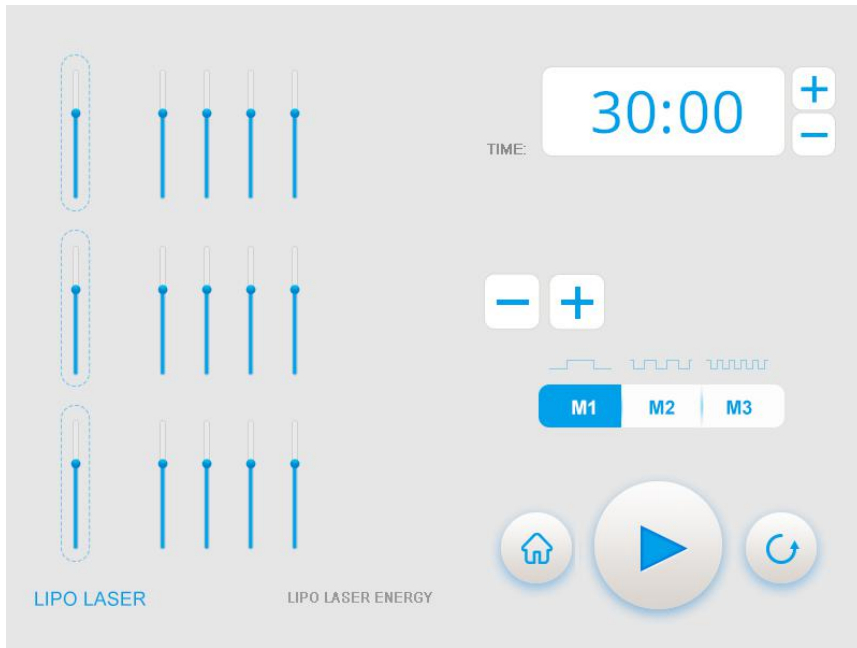 30:00
TIME:
M1 M2 M3
LIPO LASER
LIPO LASER ENERGY